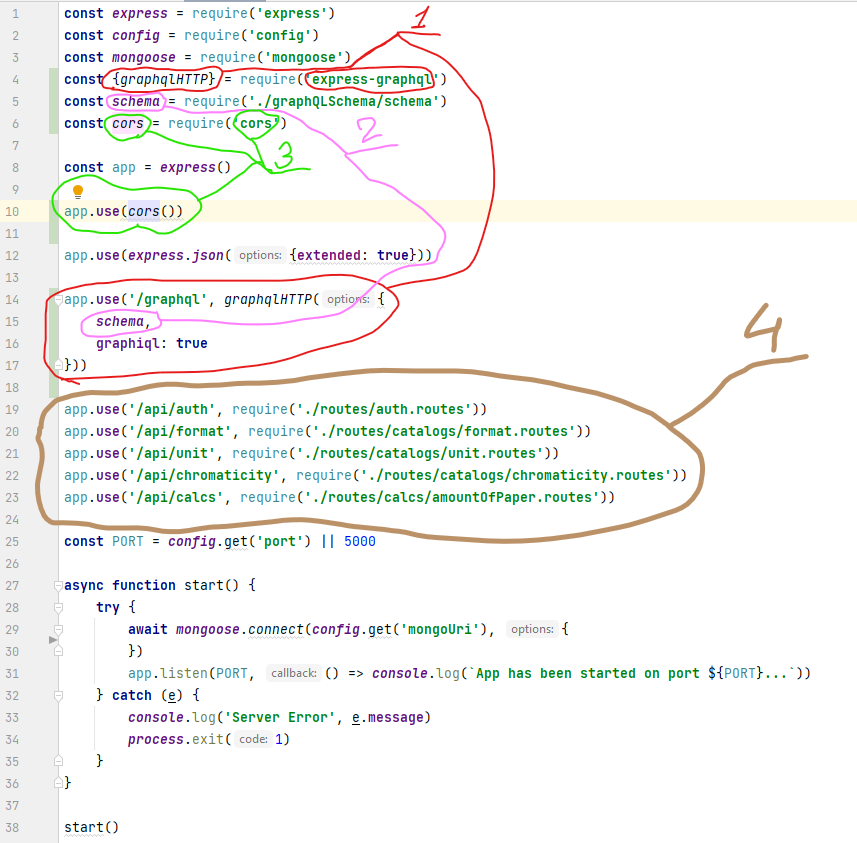 1 const express = require('express')
2 const config = require('config')
3 const mongoose = require('mongoose')
4 const {graphqlHTTP} = require('express-graphql')
5 const schema = require('./graphQLSchema/schema')
6 const cors = require('cors')
7
8 const app = express()
9
10 app.use(cors())
11
12 app.use(express.json( options: {extended: true}))
13
14 app.use('/graphql', graphqlHTTP( options: {
15 schema,
16 graphiql: true
17 }))
18
19 app.use('/api/auth', require('./routes/auth.routes'))
20 app.use('/api/format', require('./routes/catalogs/format.routes'))
21 app.use('/api/unit', require('./routes/catalogs/unit.routes'))
22 app.use('/api/chromaticity', require('./routes/catalogs/chromaticity.routes'))
23 app.use('/api/calcs', require('./routes/calcs/amountOfPaper.routes'))
24
25 const PORT = config.get('port') || 5000
26
27 async function start() {
28 try {
29 await mongoose.connect(config.get('mongoUri'), options: {
30 })
31 app.listen(PORT, callback: () => console.log(`App has been started on port ${PORT}...`))
32 } catch (e) {
33 console.log('Server Error', e.message)
34 process.exit( code: 1)
35 }
36 }
37
38 start()
1
2
3
4